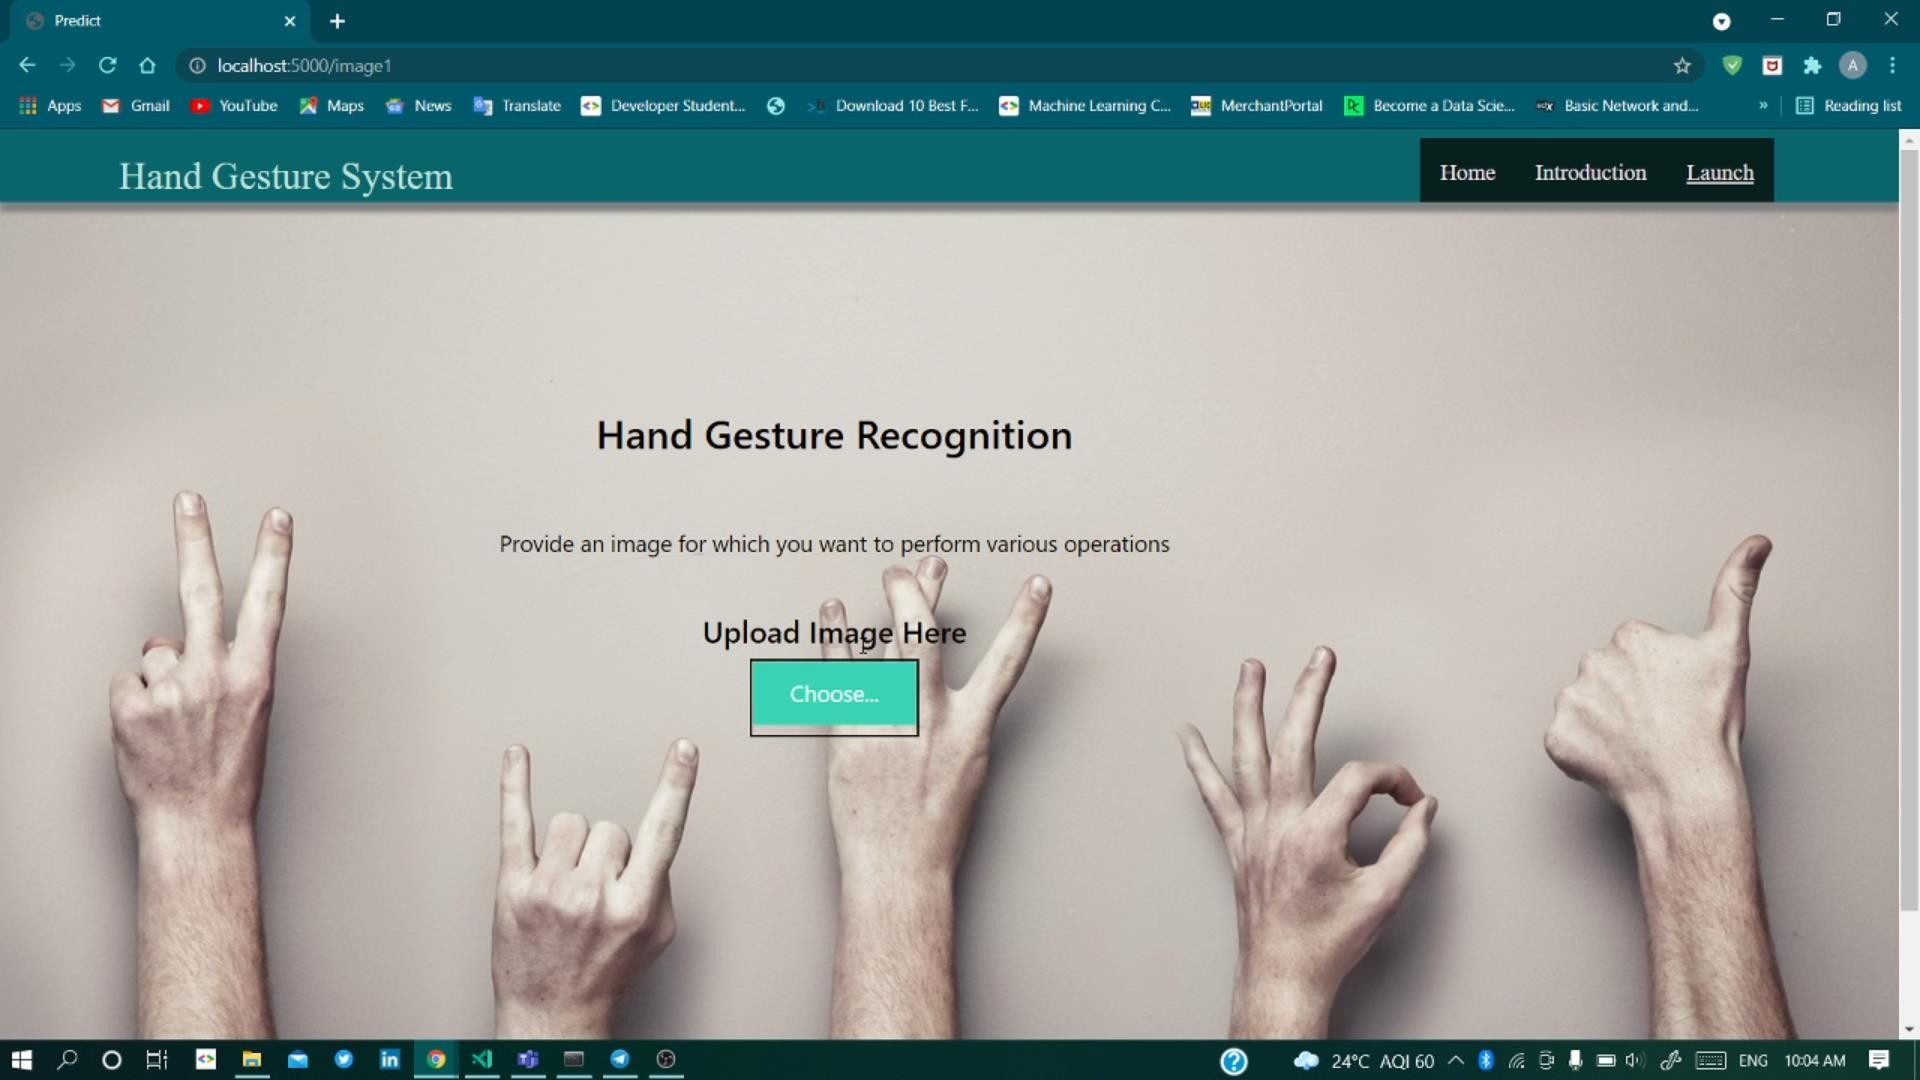 Predict
localhost:5000/image1
Apps Gmail YouTube Maps News Translate Developer Student... Download 10 Best F... Machine Learning C... MerchantPortal Become a Data Scie... Basic Network and... » Reading list
Hand Gesture System
Home Introduction Launch
Hand Gesture Recognition
Provide an image for which you want to perform various operations
Upload Image Here
Choose...
24°C AQI 60 ENG 10:04 AM